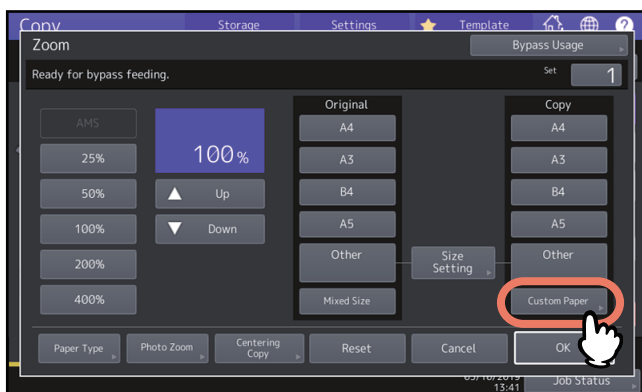 Copy Storage Settings Template ?
Zoom Bypass Usage
Ready for bypass feeding. Set 1
Original Copy
AMS A4 A4
25% 100 % A3 A3
50% Up B4 B4
100% Down A5 A5
200% Other Size Setting Other
400% Mixed Size Custom Paper
Paper Type Photo Zoom Centering Copy Reset Cancel OK
13:41 Job Status